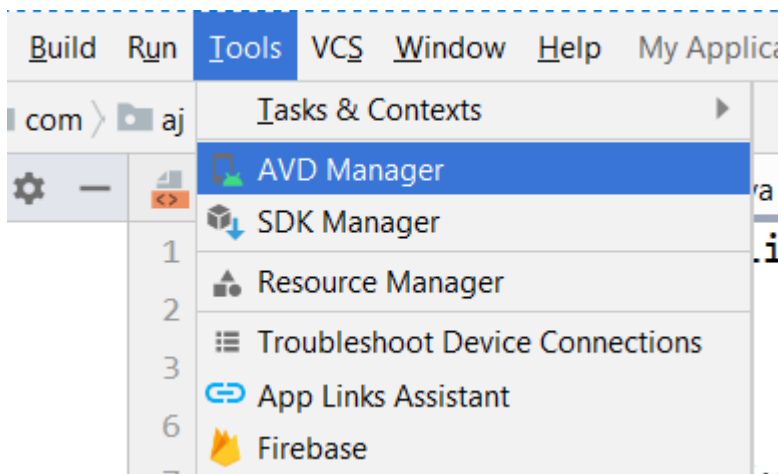 Build Run Tools VCS Window Help My Applica
com aj
Tasks & Contexts
AVD Manager
SDK Manager
1
Resource Manager
2
Troubleshoot Device Connections
3
App Links Assistant
6
Firebase